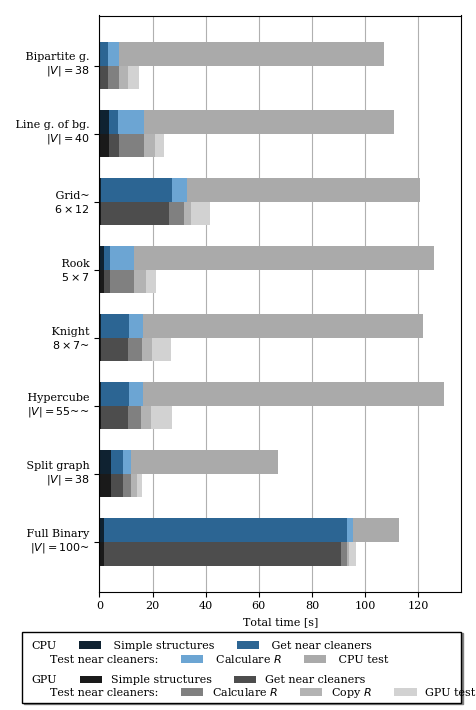 Bipartite g.
|V| = 38
Line g. of bg.
|V| = 40
Grid~
6 × 12
Rook
5 × 7
Knight
8 × 7~
Hypercube
|V| = 55~~
Split graph
|V| = 38
Full Binary
|V| = 100~
0 20 40 60 80 100 120
Total time [s]
CPU Simple structures Get near cleaners
Test near cleaners: Calculare R CPU test
GPU Simple structures Get near cleaners
Test near cleaners: Calculare R Copy R GPU test